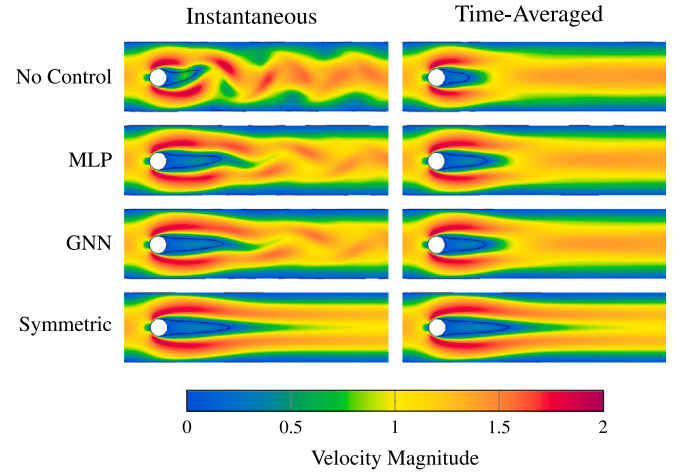 Instantaneous Time-Averaged
No Control
MLP
GNN
Symmetric
0 0.5 1 1.5 2
Velocity Magnitude